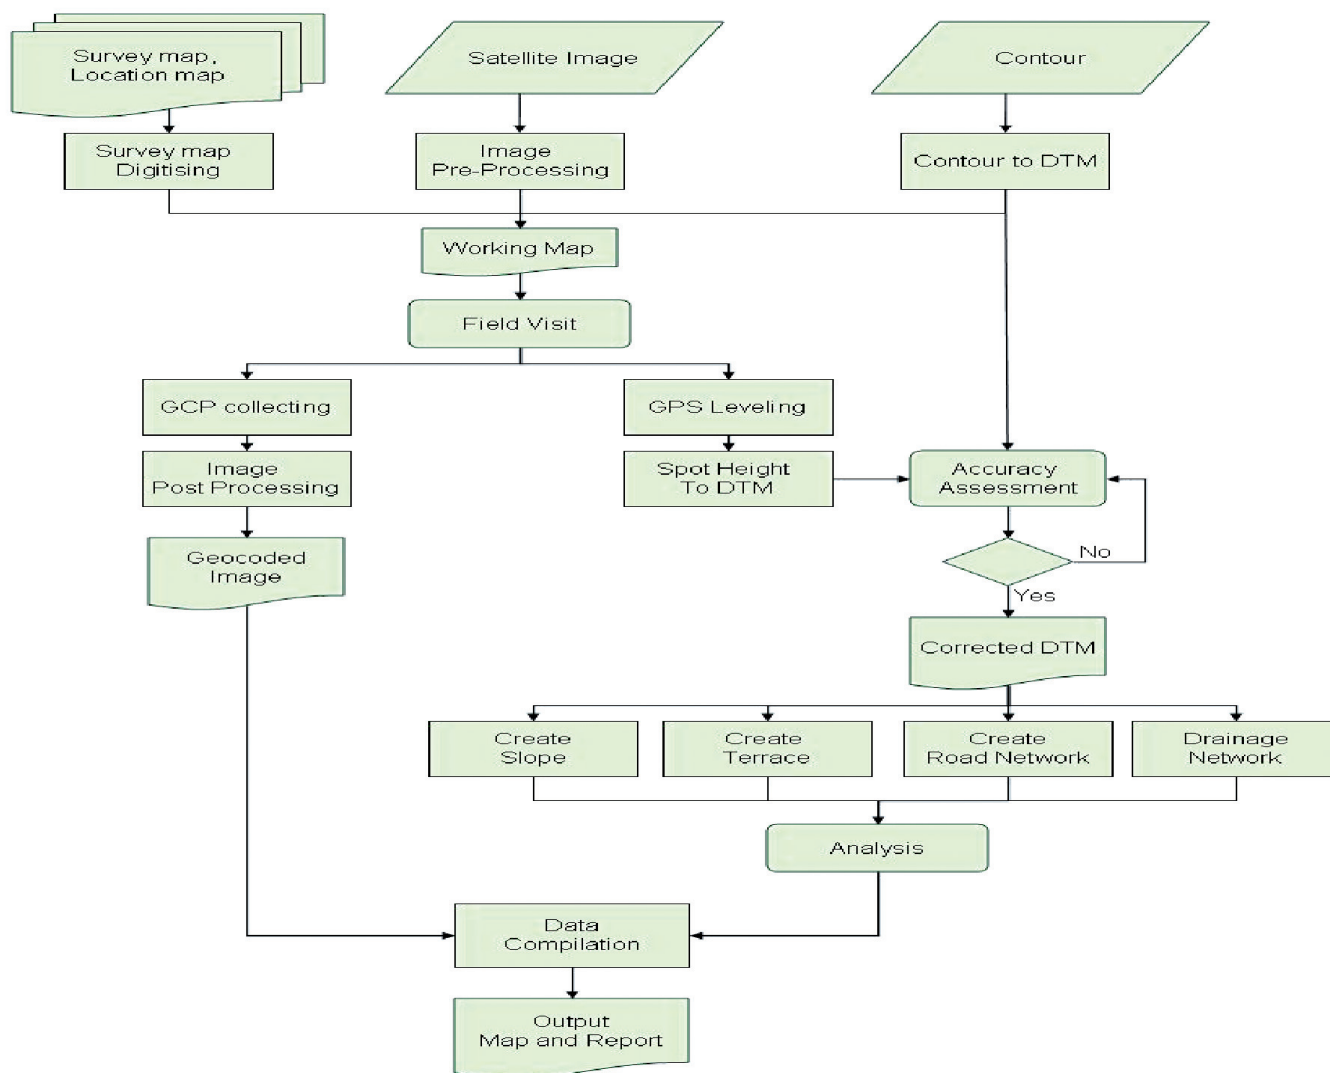 Survey map,
Location map
Satellite Image
Contour
Survey map
Digitising
Image
Pre-Processing
Contour to DTM
Working Map
Field Visit
GCP collecting
GPS Leveling
Image
Post Processing
Spot Height
To DTM
Accuracy
Assessment
No
Yes
Geocoded
Image
Corrected DTM
Create
Slope
Create
Terrace
Create
Road Network
Drainage
Network
Analysis
Data
Compilation
Output
Map and Report